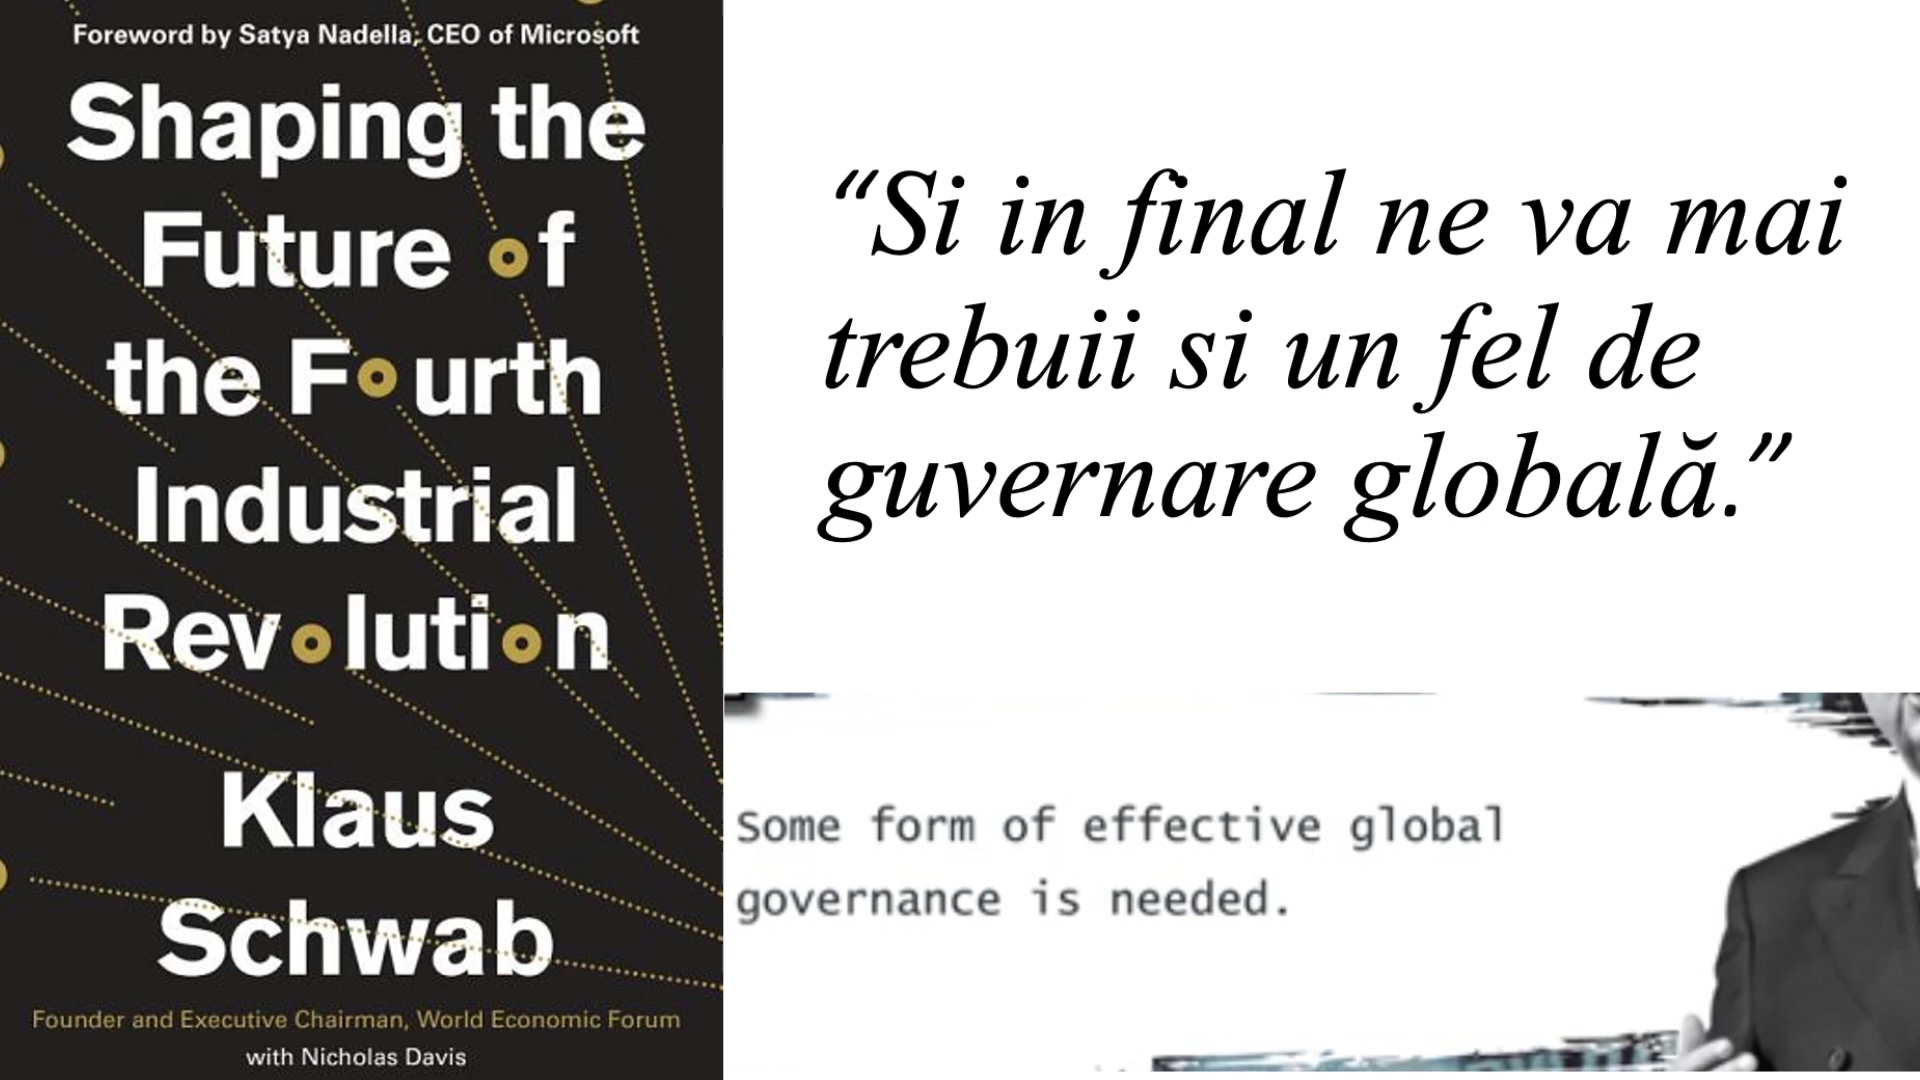 Foreword by Satya Nadella, CEO of Microsoft
Shaping the
Future of
the Fourth
Industrial
Revolution
Klaus
Schwab
Founder and Executive Chairman, World Economic Forum
with Nicholas Davis
“Si in final ne va mai
trebuii si un fel de
guvernare globală.”
Some form of effective global
governance is needed.